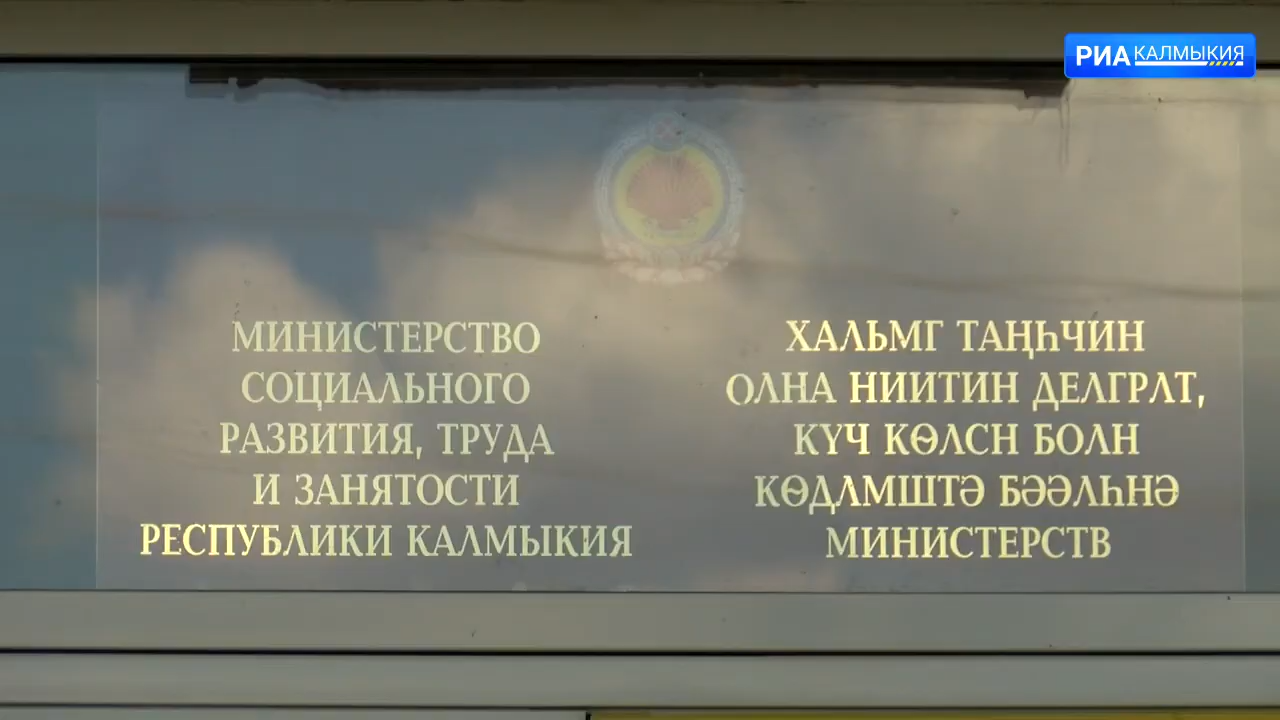 РИА КАЛМЫКИЯ
МИНИСТЕРСТВО
СОЦИАЛЬНОГО
РАЗВИТИЯ, ТРУДА
И ЗАНЯТОСТИ
РЕСПУБЛИКИ КАЛМЫКИЯ
ХАЛЬМГ ТАҢҺЧИН
ОЛНА НИИТИН ДЕЛГРЛТ,
КҮЧ КӨЛСН БОЛН
КӨДЛМШТӘ БӘӘЛҺНӘ
МИНИСТЕРСТВ